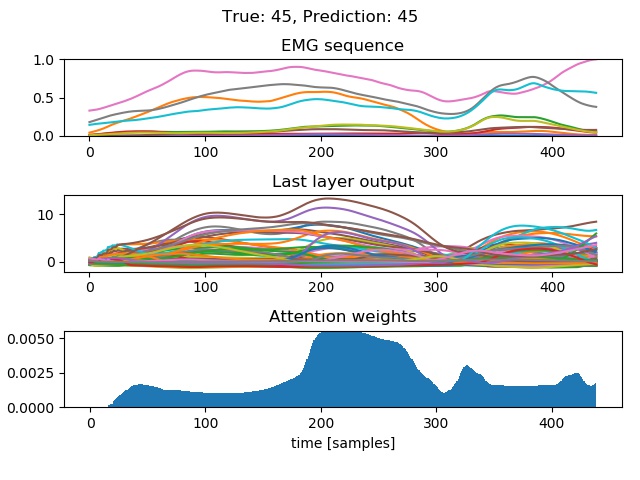 True: 45, Prediction: 45
EMG sequence
1.0
0.5
0.0
0 100 200 300 400
Last layer output
10
0
0 100 200 300 400
Attention weights
0.0050
0.0025
0.0000
0 100 200 300 400
time [samples]